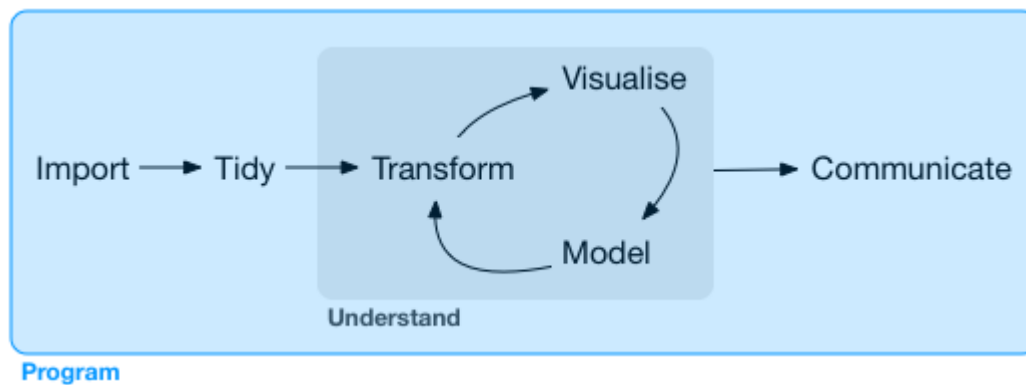 Visualise
Import
Tidy
Transform
Communicate
Model
Understand
Program